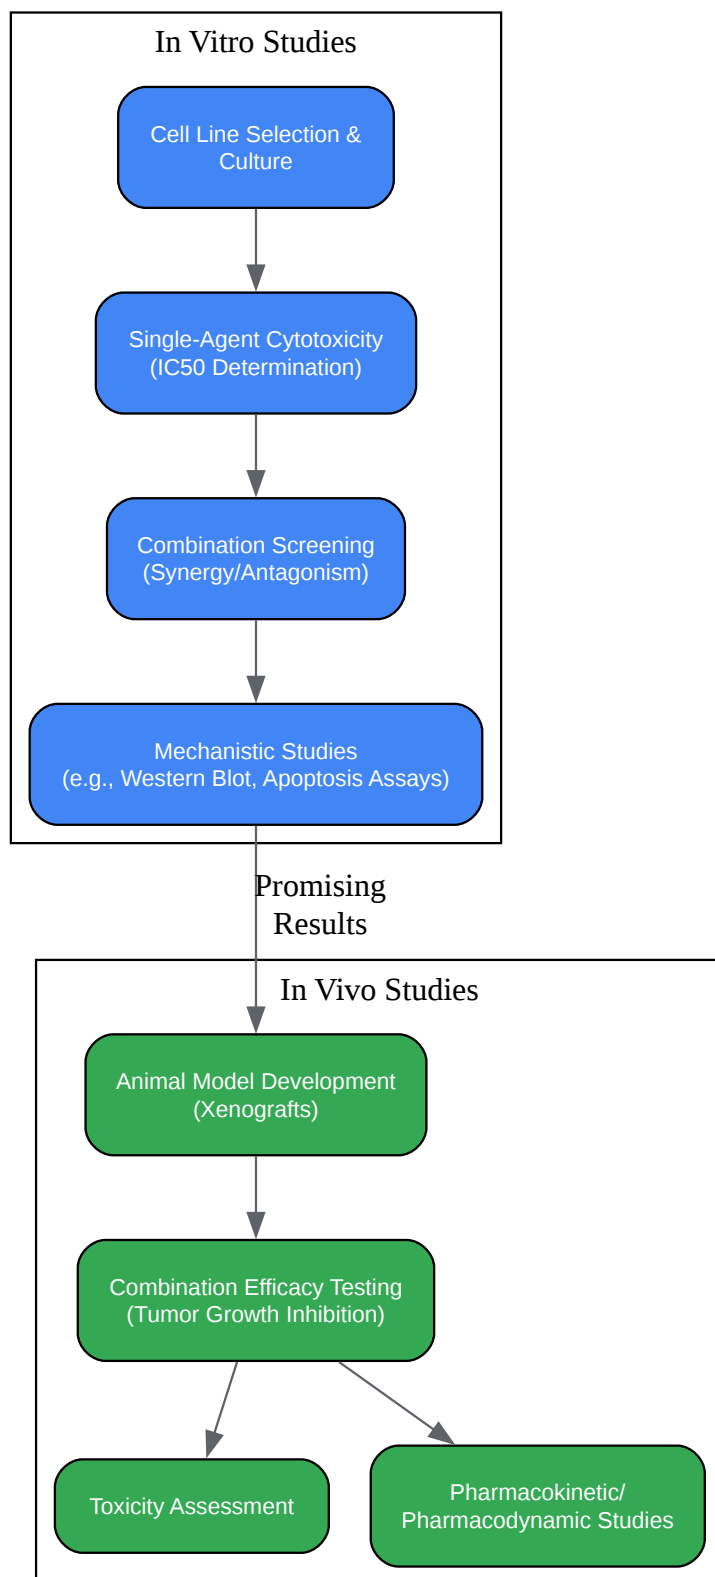 In Vitro Studies
Cell Line Selection &
Culture
Single-Agent Cytotoxicity
(IC50 Determination)
Combination Screening
(Synergy/Antagonism)
Mechanistic Studies
(e.g., Western Blot, Apoptosis Assays)
Promising
Results
In Vivo Studies
Animal Model Development
(Xenografts)
Combination Efficacy Testing
(Tumor Growth Inhibition)
Toxicity Assessment
Pharmacokinetic/
Pharmacodynamic Studies